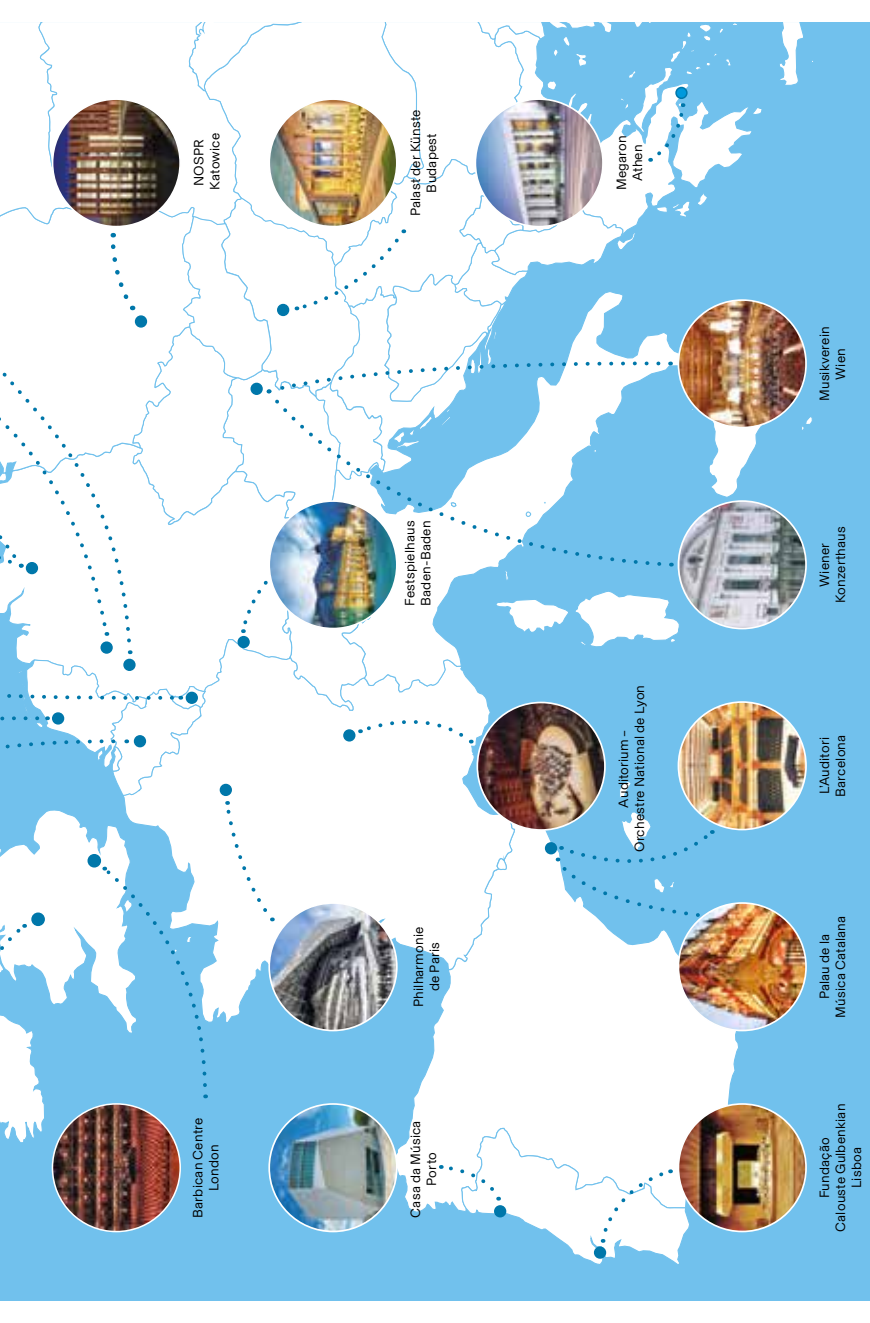 Barbican Centre
London
NOSPR
Katowice
Casa da Música
Porto
Philharmonie
de Paris
Festspielhaus
Baden-Baden
Palast der Künste
Budapest
Auditorium –
Orchestre National de Lyon
Megaron
Athen
Fundação
Calouste Gulbenkian
Lisboa
Palau de la
Música Catalana
L'Auditori
Barcelona
Wiener
Konzerthaus
Musikverein
Wien